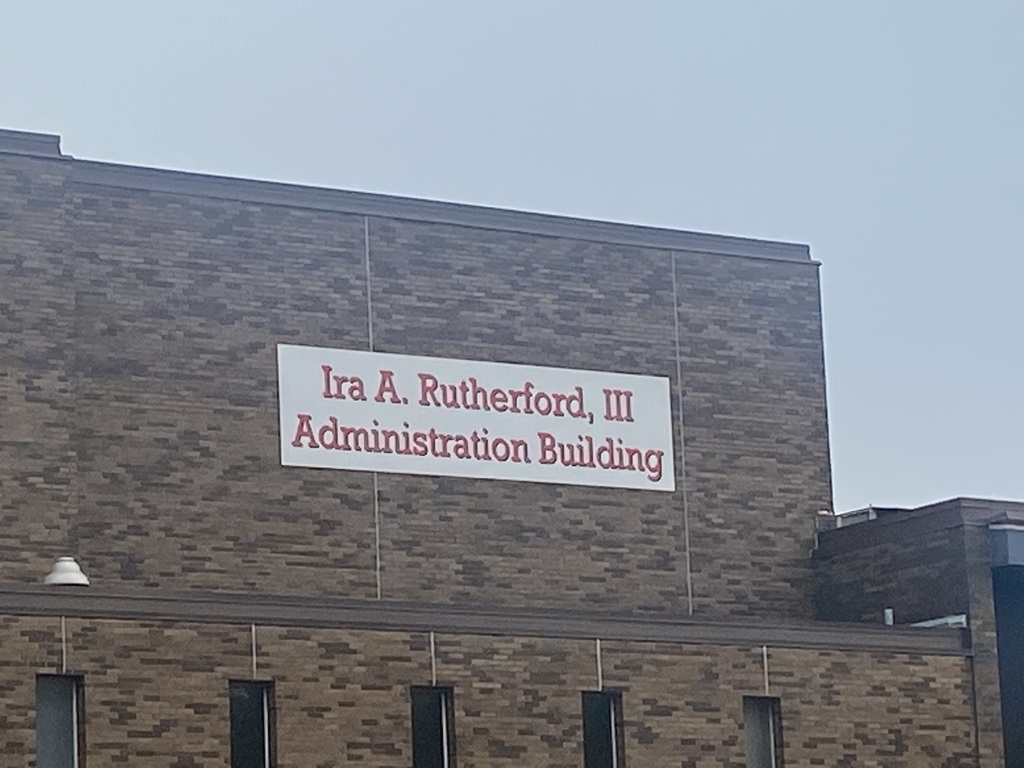 Ira A. Rutherford, III
Administration Building